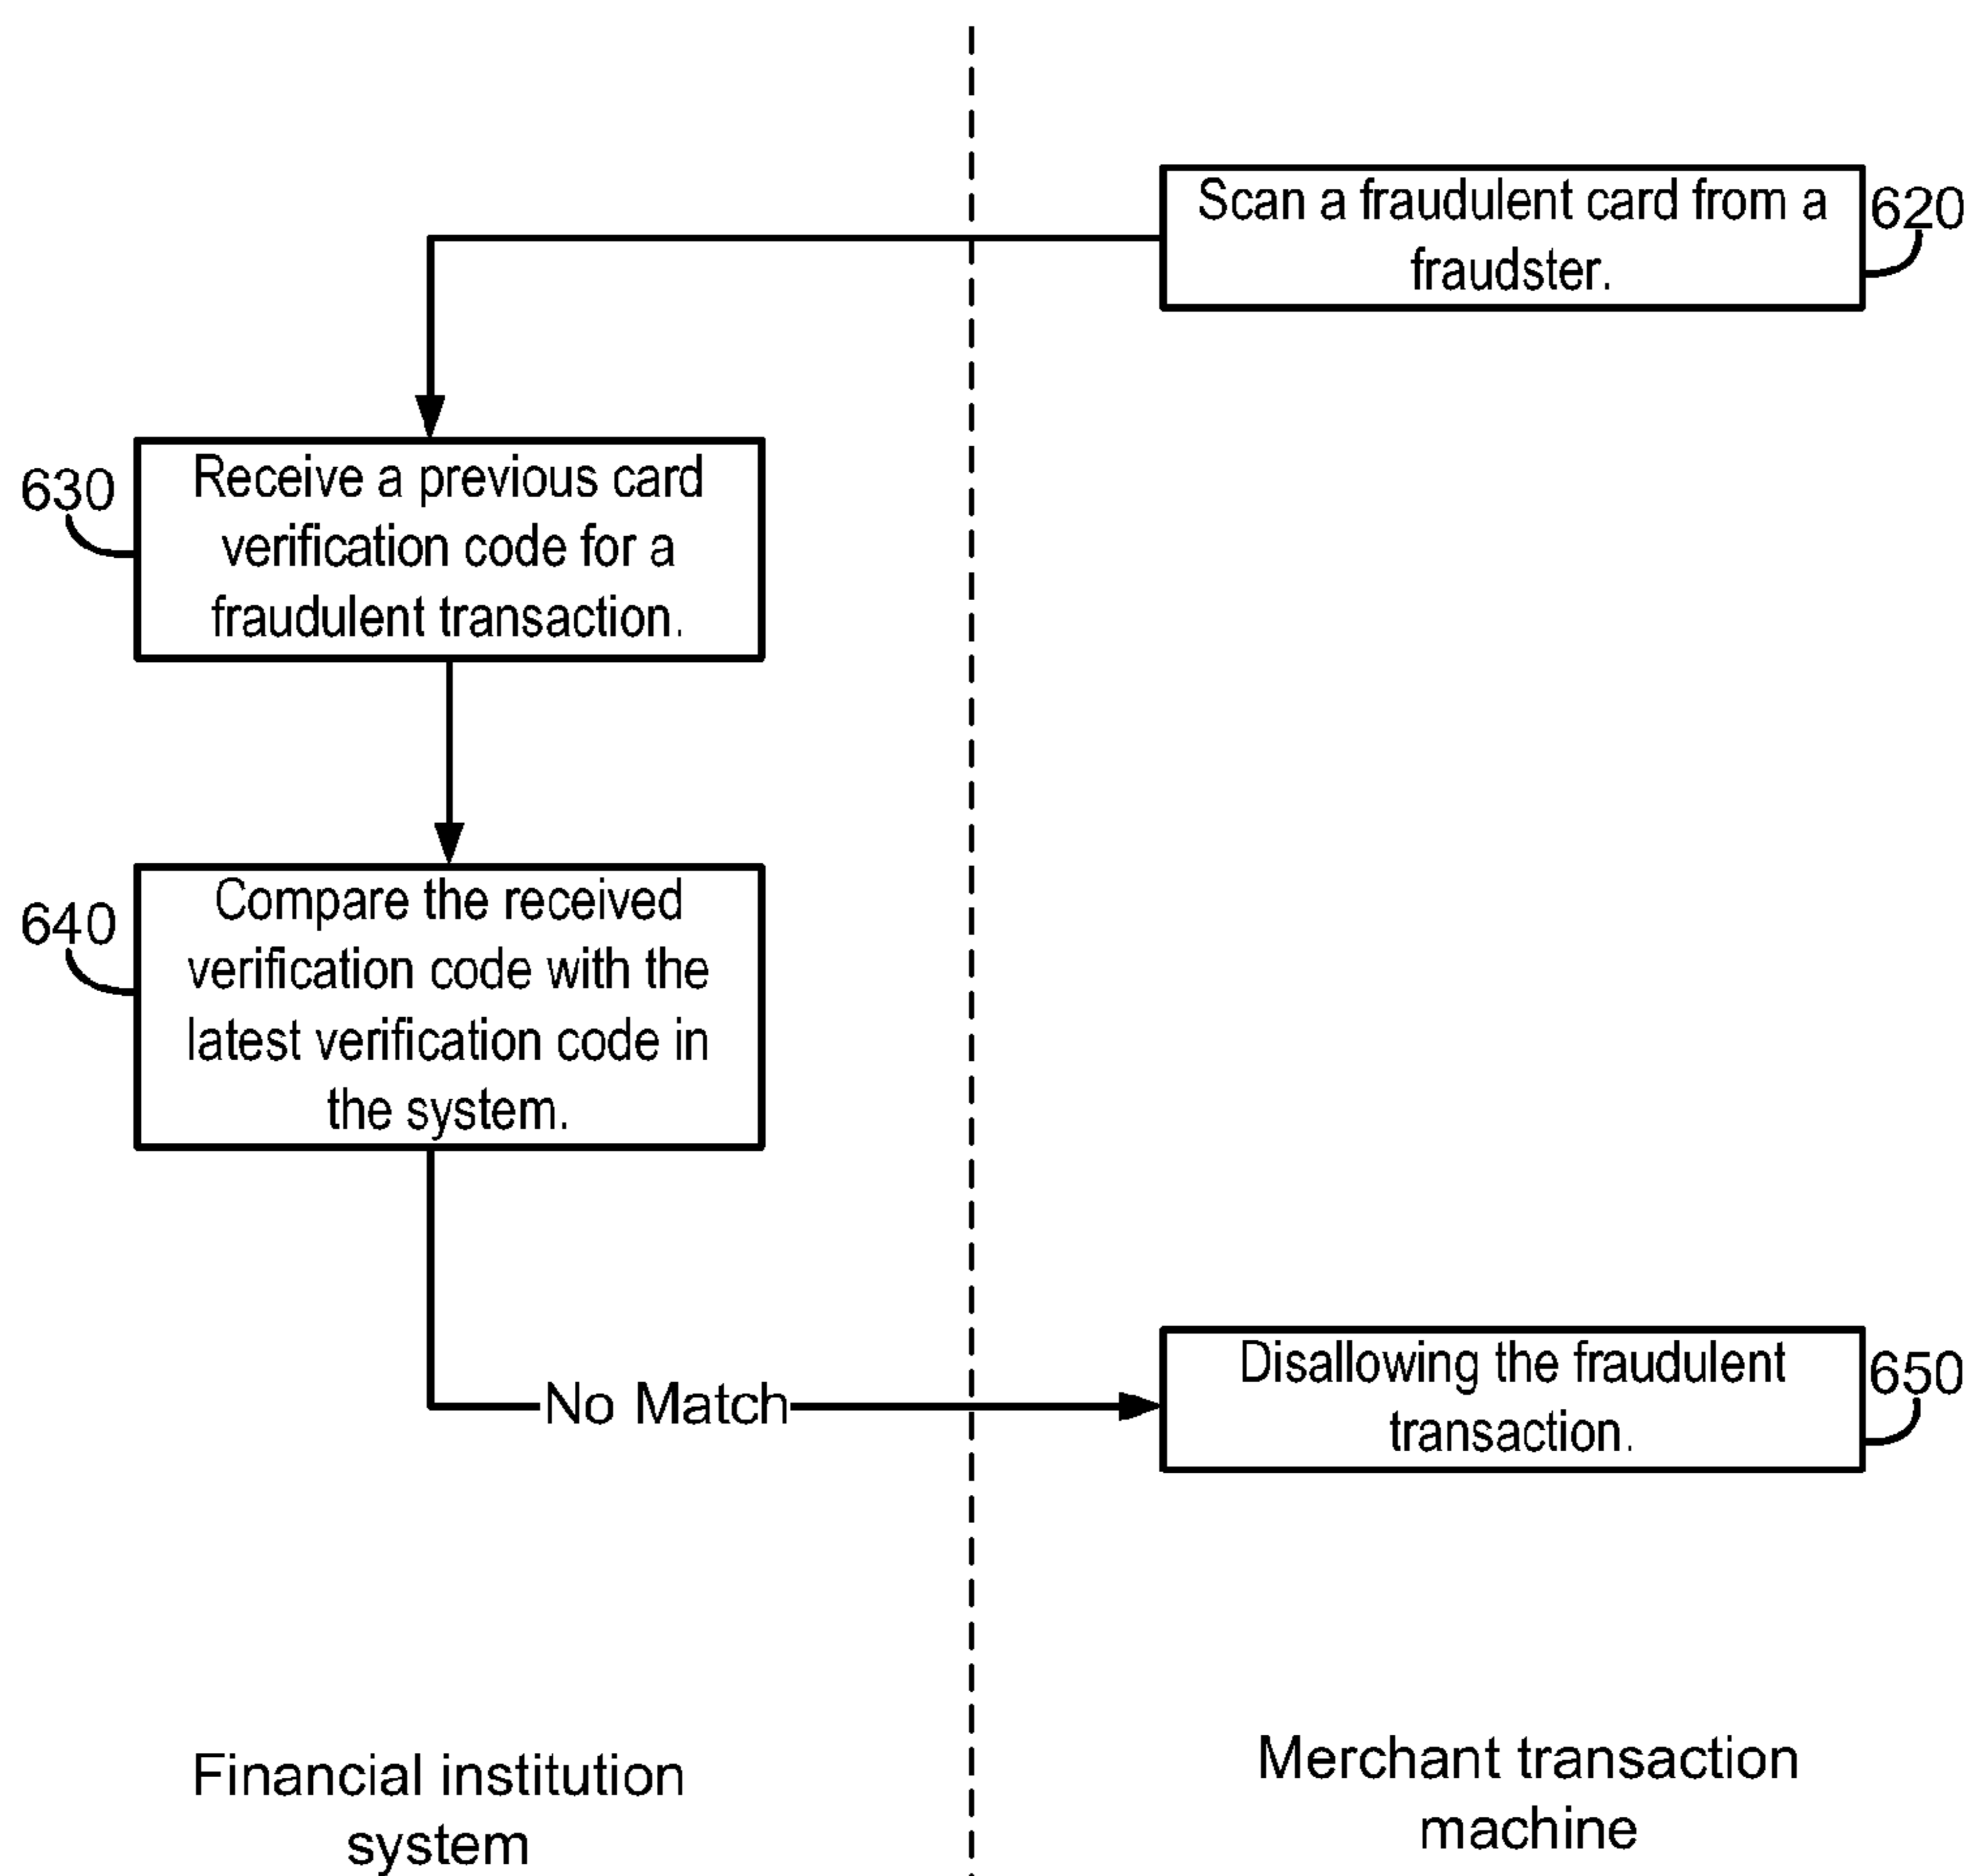 Scan a fraudulent card from a
fraudster.
620
630
Receive a previous card
verification code for a
fraudulent transaction.
640
Compare the received
verification code with the
latest verification code in
the system.
No Match
Disallowing the fraudulent
transaction.
650
Financial institution
system
Merchant transaction
machine